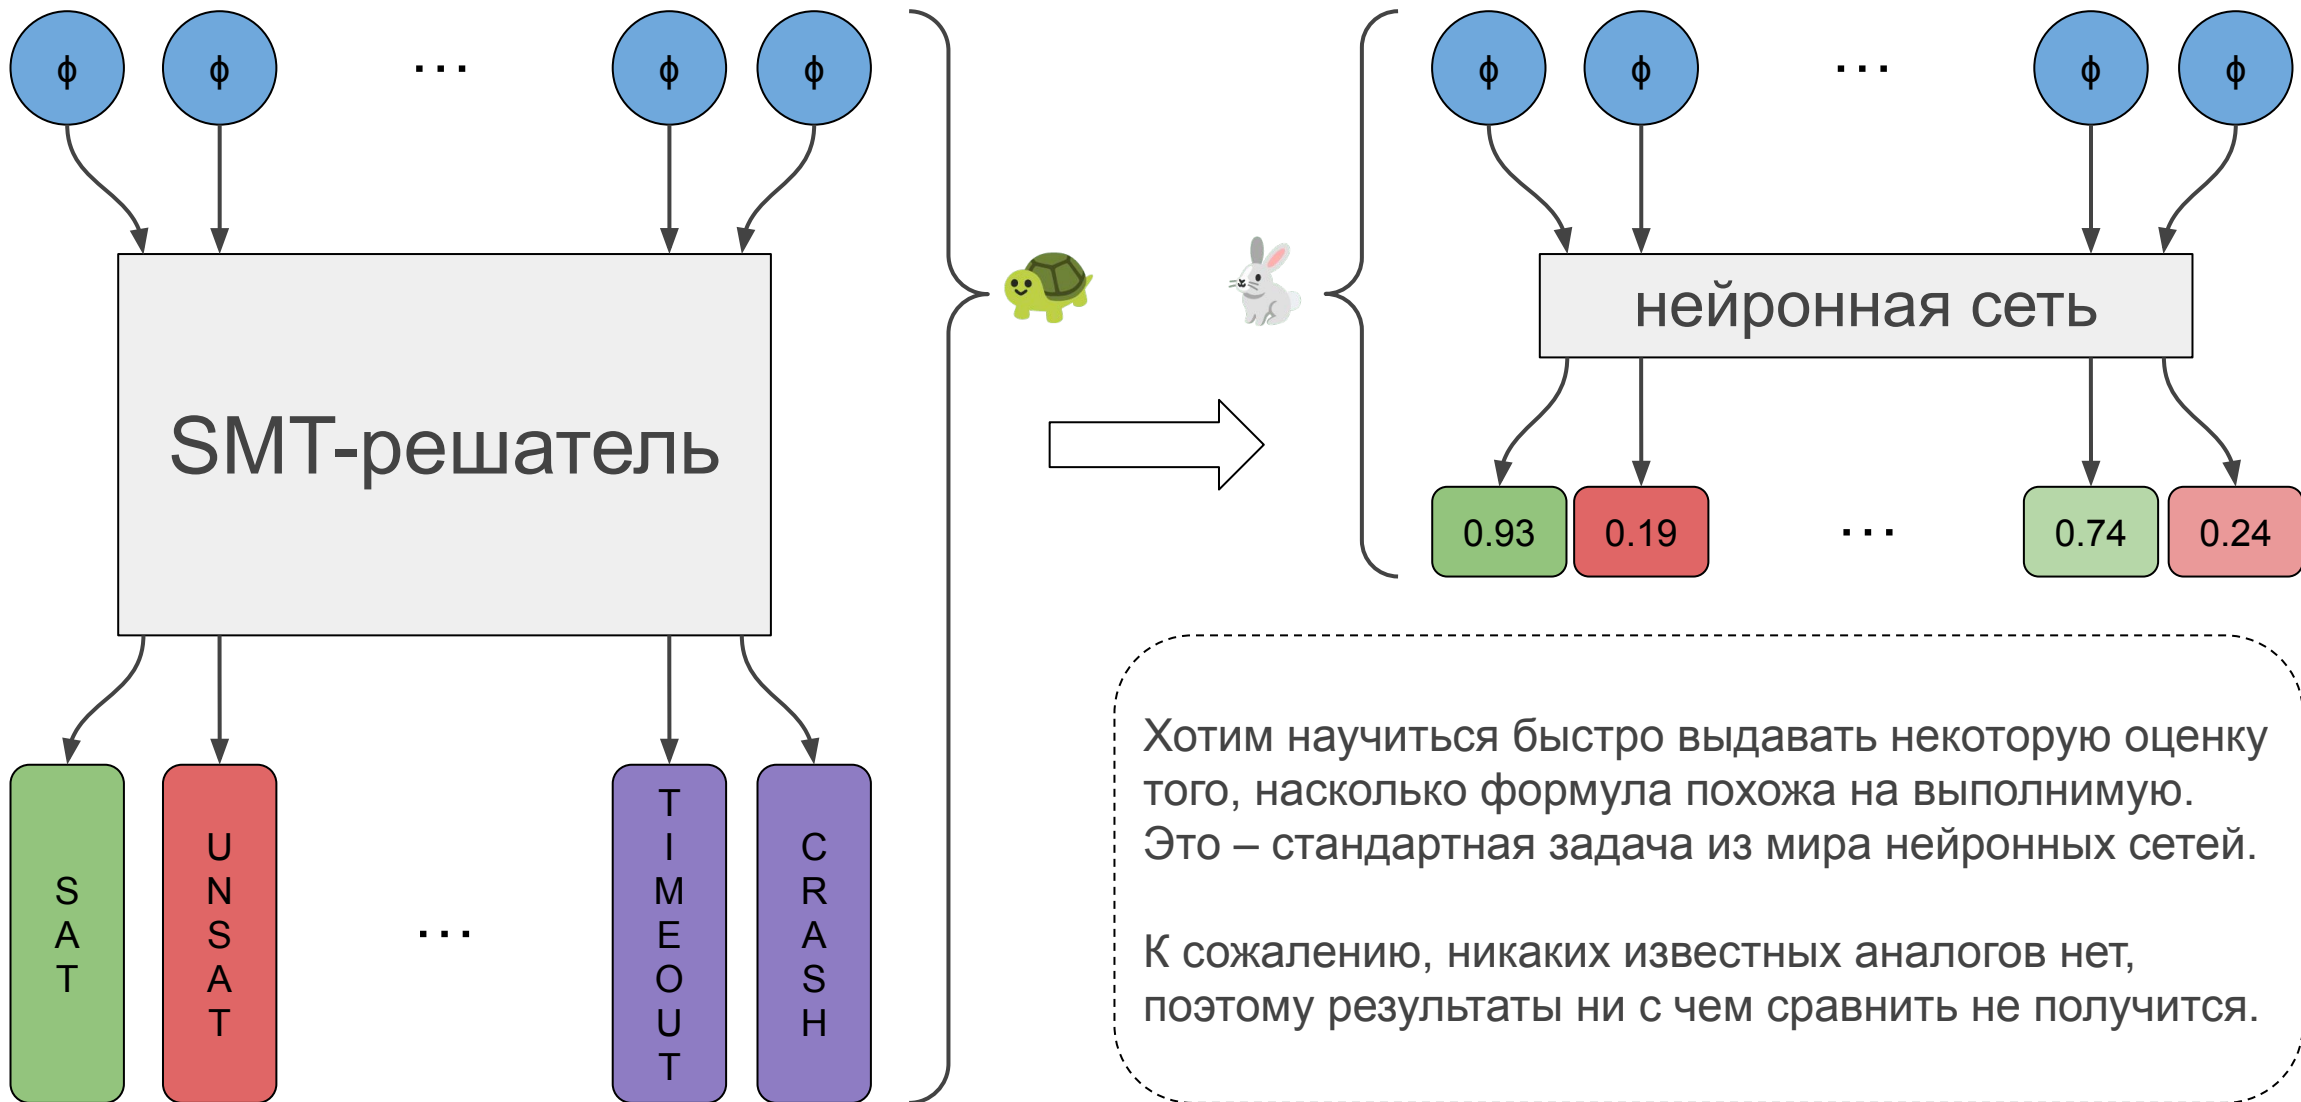 ϕ ϕ ... ϕ ϕ
SMT-решатель
SAT UNSAT ... TIMEOUT CRASH
ϕ ϕ ... ϕ ϕ
нейронная сеть
0.93 0.19 ... 0.74 0.24
Хотим научиться быстро выдавать некоторую оценку
того, насколько формула похожа на выполнимую.
Это – стандартная задача из мира нейронных сетей.
К сожалению, никаких известных аналогов нет,
поэтому результаты ни с чем сравнить не получится.